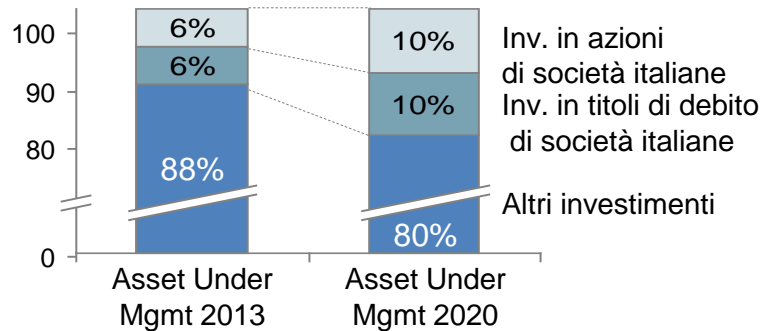 100
90
80
0
6%
6%
88%
10%
10%
80%
Inv. in azioni
di società italiane
Inv. in titoli di debito
di società italiane
Altri investimenti
Asset Under
Mgmt 2013
Asset Under
Mgmt 2020